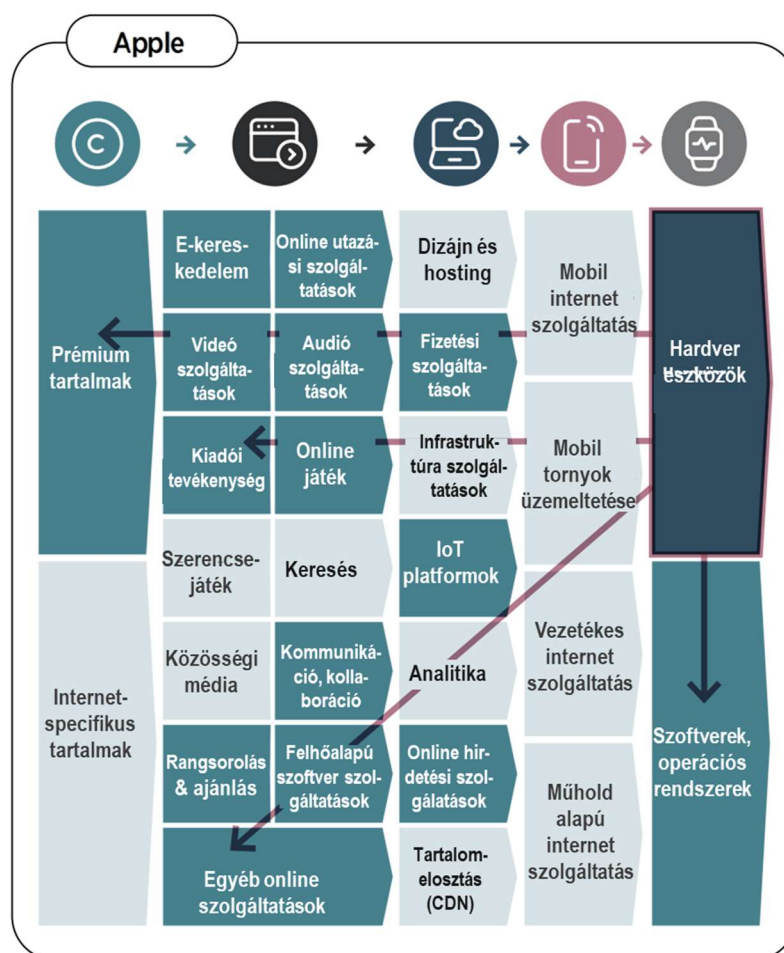 Apple
C
Prémium
tartalmak
Internet-
specifikus
tartalmak
E-keres-
kedelem
Online utazá-
si szolgál-
tatások
Videó
szolgálta-
tások
Audió
szolgálta-
tások
Kiadói
tevékenység
Online
játék
Szerencse-
játék
Keresés
Közösségi
média
Kommuniká-
ció, kolla-
boráció
Rangsorolás
& ajánlás
Felhőalapú
szoftver szol-
gáltatások
Egyéb online
szolgáltatások
Dizájn és
hosting
Fizetési
szolgálta-
tások
Infrastruk-
túra szolgál-
tatások
IoT
platformok
Analitika
Online hir-
detési szol-
gálatások
Tartalom-
elosztás
(CDN)
Mobil
internet
szolgáltatás
Mobil
tornyok
üzemeltetése
Vezetékes
internet
szolgáltatás
Műhold
alapú
internet
szolgáltatás
Hardver
eszközök
Szoftverek,
operációs
rendszerek